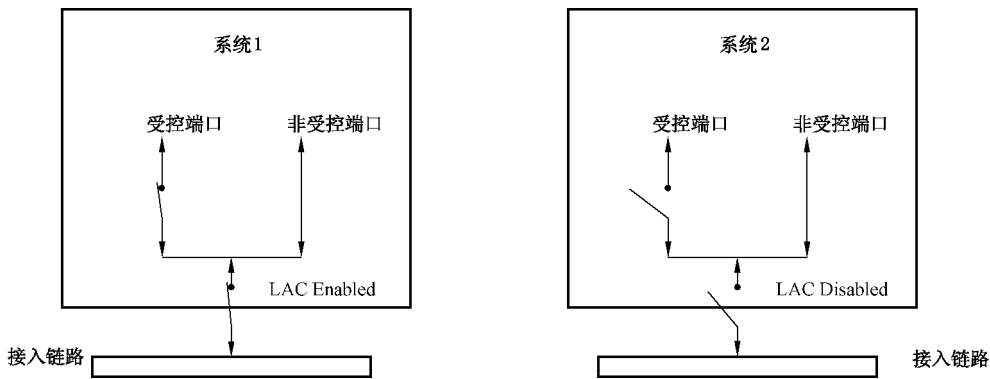 系统1
受控端口
非受控端口
LAC Enabled
接入链路
系统2
受控端口
非受控端口
LAC Disabled
接入链路